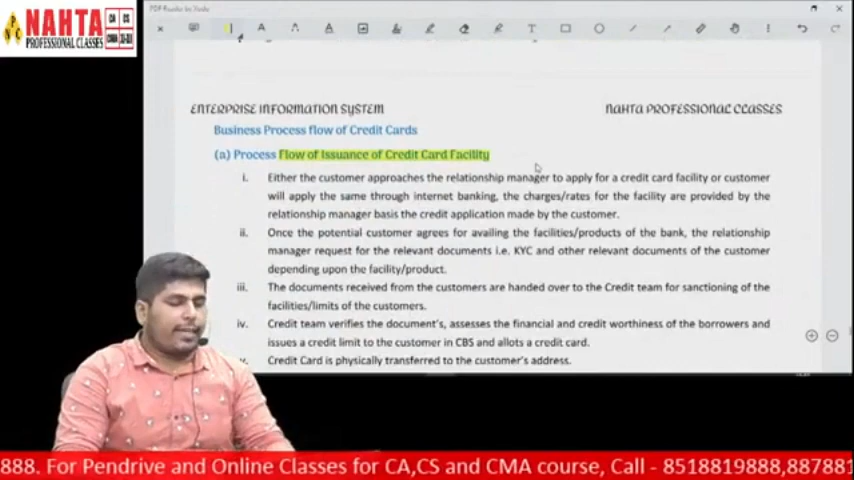 NAHTA
PROFESSIONAL CLASSES
CA
CS
CMA
XI-XII
ENTERPRISE INFORMATION SYSTEM
NAHTA PROFESSIONAL CLASSES
Business Process flow of Credit Cards
(a) Process Flow of Issuance of Credit Card Facility
i. Either the customer approaches the relationship manager to apply for a credit card facility or customer
will apply the same through internet banking, the charges/rates for the facility are provided by the
relationship manager basis the credit application made by the customer.
ii. Once the potential customer agrees for availing the facilities/products of the bank, the relationship
manager request for the relevant documents i.e. KYC and other relevant documents of the customer
depending upon the facility/product.
iii. The documents received from the customers are handed over to the Credit team for sanctioning of the
facilities/limits of the customers.
iv. Credit team verifies the document's, assesses the financial and credit worthiness of the borrowers and
issues a credit limit to the customer in CBS and allots a credit card.
v. Credit Card is physically transferred to the customer's address.
888. For Pendrive and Online Classes for CA,CS and CMA course, Call - 8518819888,887881